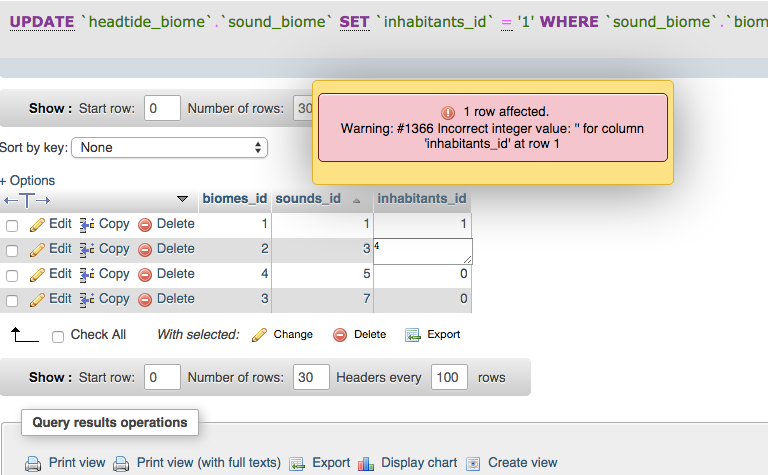 UPDATE `headtide_biome`.`sound_biome` SET `inhabitants_id` = '1' WHERE `sound_biome`.`biom
Show : Start row: 0 Number of rows: 30
1 row affected.
Warning: #1366 Incorrect integer value: '' for column
'inhabitants_id' at row 1
Sort by key: None
+ Options
←T→ biomes_id sounds_id inhabitants_id
Edit Copy Delete 1 1 1
Edit Copy Delete 2 3 4
Edit Copy Delete 4 5 0
Edit Copy Delete 3 7 0
Check All With selected: Change Delete Export
Show : Start row: 0 Number of rows: 30 Headers every 100 rows
Query results operations
Print view Print view (with full texts) Export Display chart Create view